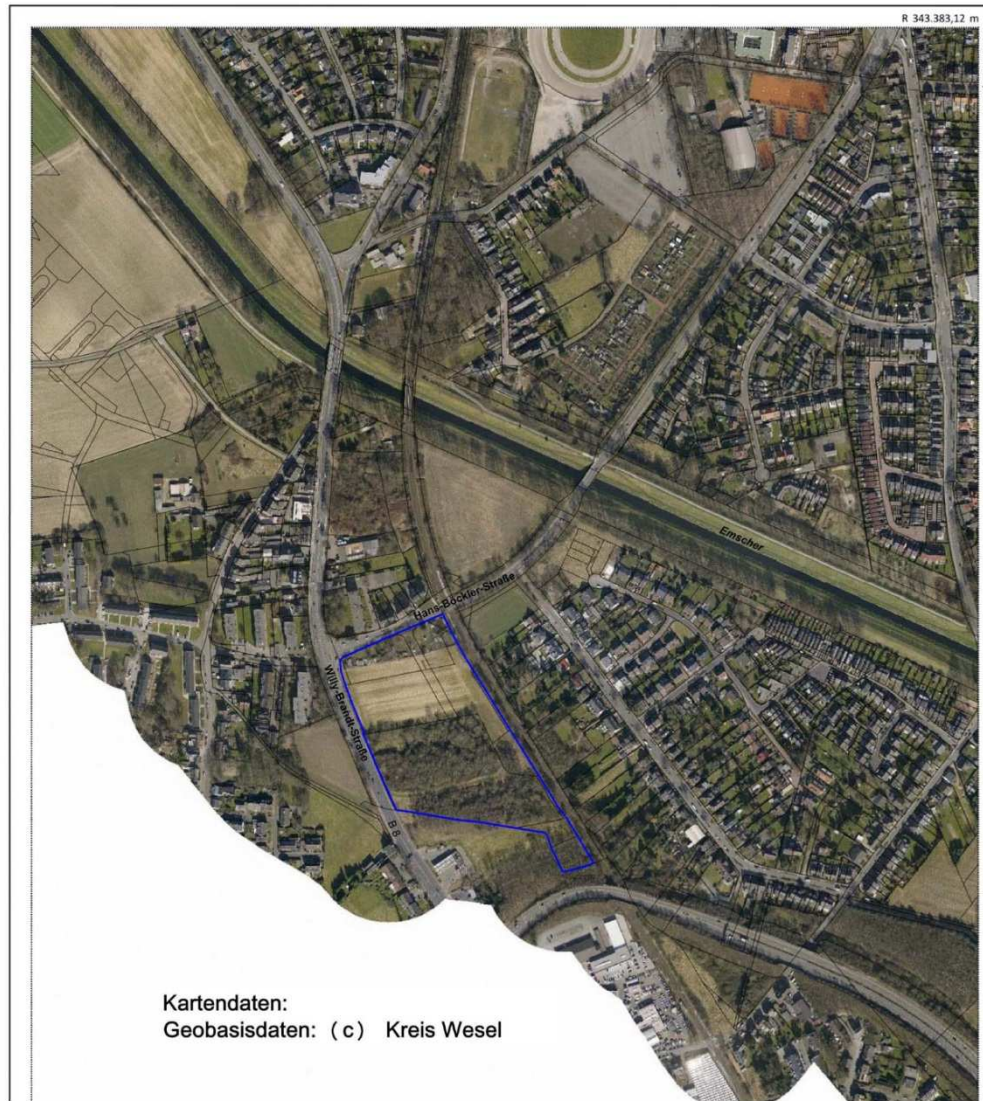 R 343.383,12 m
Emscher
Hans-Böckler-Straße
Willy-Brandt-Straße
B 8
Kartendaten:
Geobasisdaten: (c) Kreis Wesel